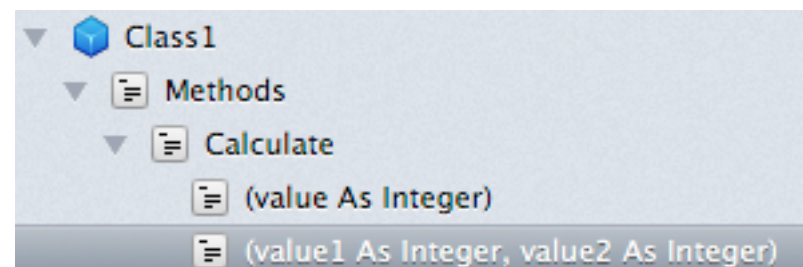 Class1
Methods
Calculate
(value As Integer)
(value1 As Integer, value2 As Integer)